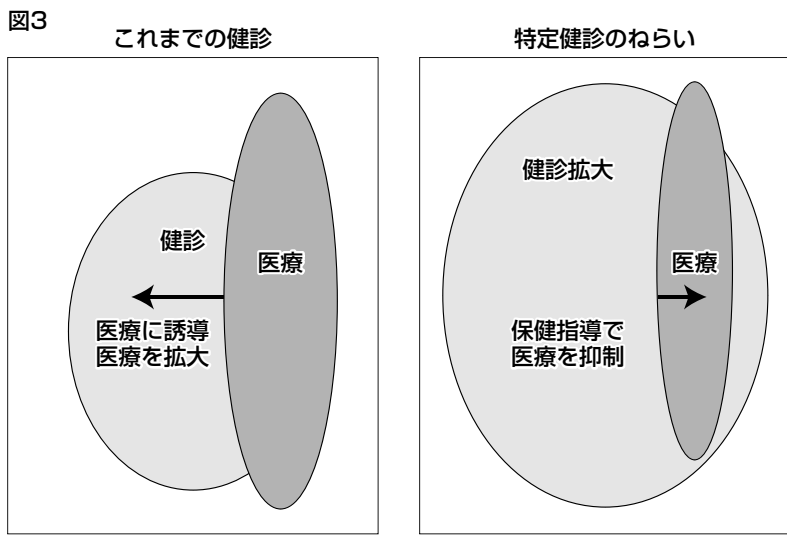 図3
これまでの健診
健診
医療
医療に誘導
医療を拡大
特定健診のねらい
健診拡大
医療
保健指導で
医療を抑制